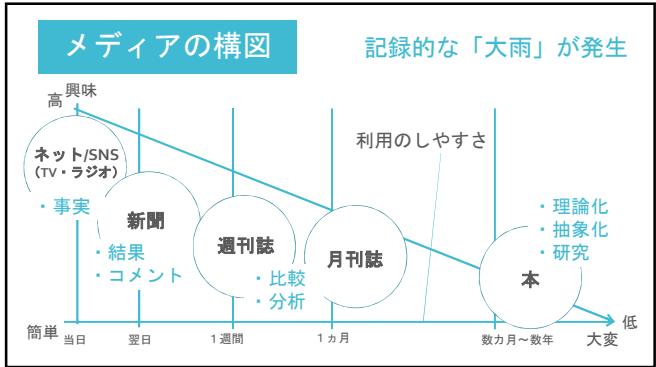 メディアの構図
記録的な「大雨」が発生
興味
高
利用のしやすさ
ネット/SNS
(TV・ラジオ)
・事実
新聞
・結果
・コメント
週刊誌
・比較
・分析
月刊誌
・理論化
・抽象化
・研究
本
簡単
当日
翌日
1週間
1ヵ月
数カ月〜数年
低
大変